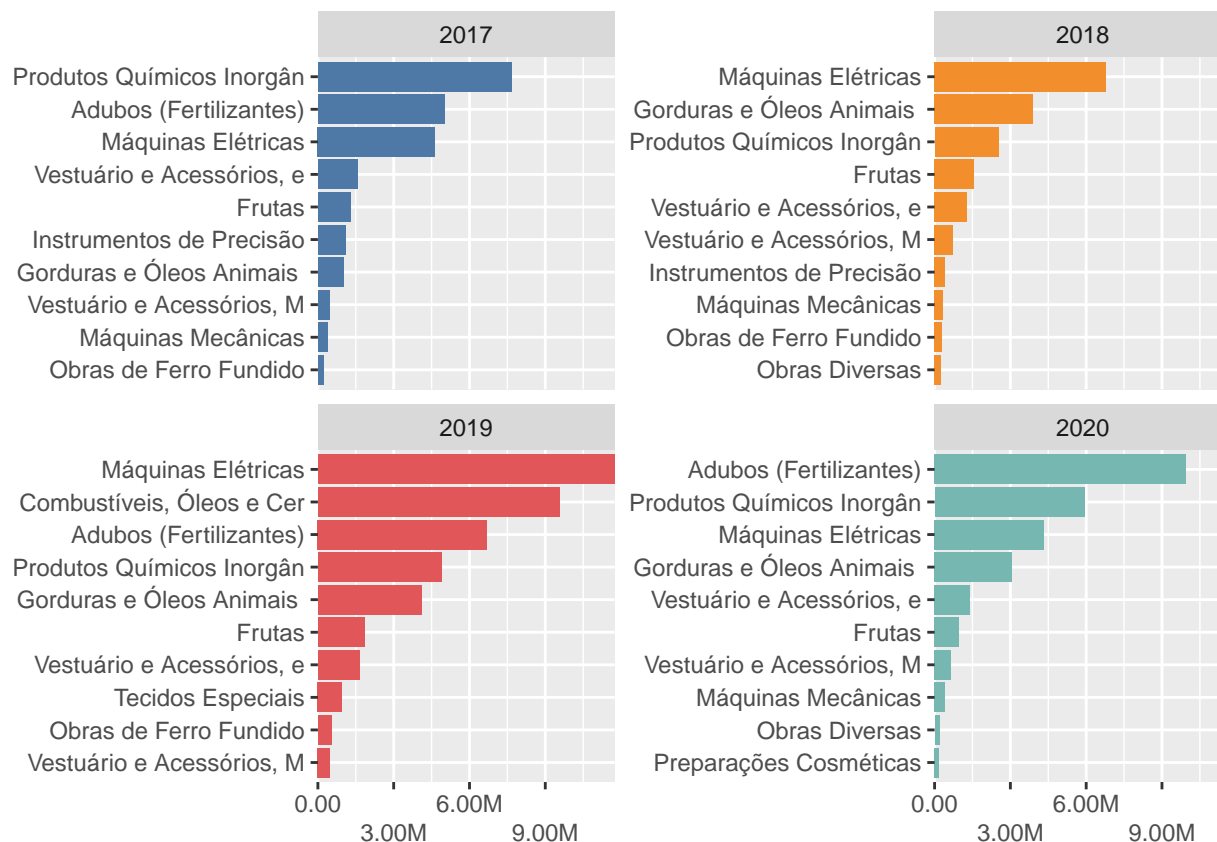 2017
Produtos Químicos Inorgân
Adubos (Fertilizantes)
Máquinas Elétricas
Vestuário e Acessórios, e
Frutas
Instrumentos de Precisão
Gorduras e Óleos Animais
Vestuário e Acessórios, M
Máquinas Mecânicas
Obras de Ferro Fundido
2018
Máquinas Elétricas
Gorduras e Óleos Animais
Produtos Químicos Inorgân
Frutas
Vestuário e Acessórios, e
Vestuário e Acessórios, M
Instrumentos de Precisão
Máquinas Mecânicas
Obras de Ferro Fundido
Obras Diversas
2019
Máquinas Elétricas
Combustíveis, Óleos e Cer
Adubos (Fertilizantes)
Produtos Químicos Inorgân
Gorduras e Óleos Animais
Frutas
Vestuário e Acessórios, e
Tecidos Especiais
Obras de Ferro Fundido
Vestuário e Acessórios, M
0.00 6.00M
3.00M 9.00M
2020
Adubos (Fertilizantes)
Produtos Químicos Inorgân
Máquinas Elétricas
Gorduras e Óleos Animais
Vestuário e Acessórios, e
Frutas
Vestuário e Acessórios, M
Máquinas Mecânicas
Obras Diversas
Preparações Cosméticas
0.00 6.00M
3.00M 9.00M